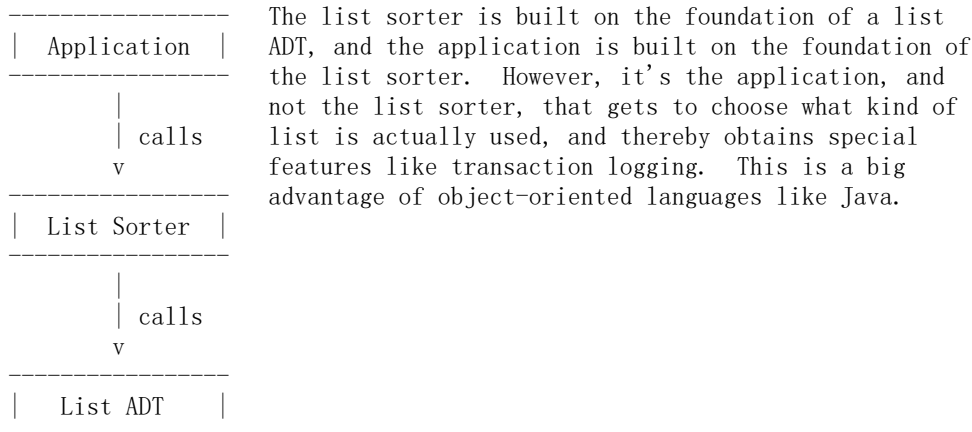 -----------------   The list sorter is built on the foundation of a list
|  Application  |   ADT, and the application is built on the foundation of
-----------------   the list sorter.  However, it's the application, and
        |           not the list sorter, that gets to choose what kind of
        | calls     list is actually used, and thereby obtains special
        v           features like transaction logging.  This is a big
-----------------   advantage of object-oriented languages like Java.
|  List Sorter  |
-----------------
        |
        | calls
        v
-----------------
|   List ADT    |